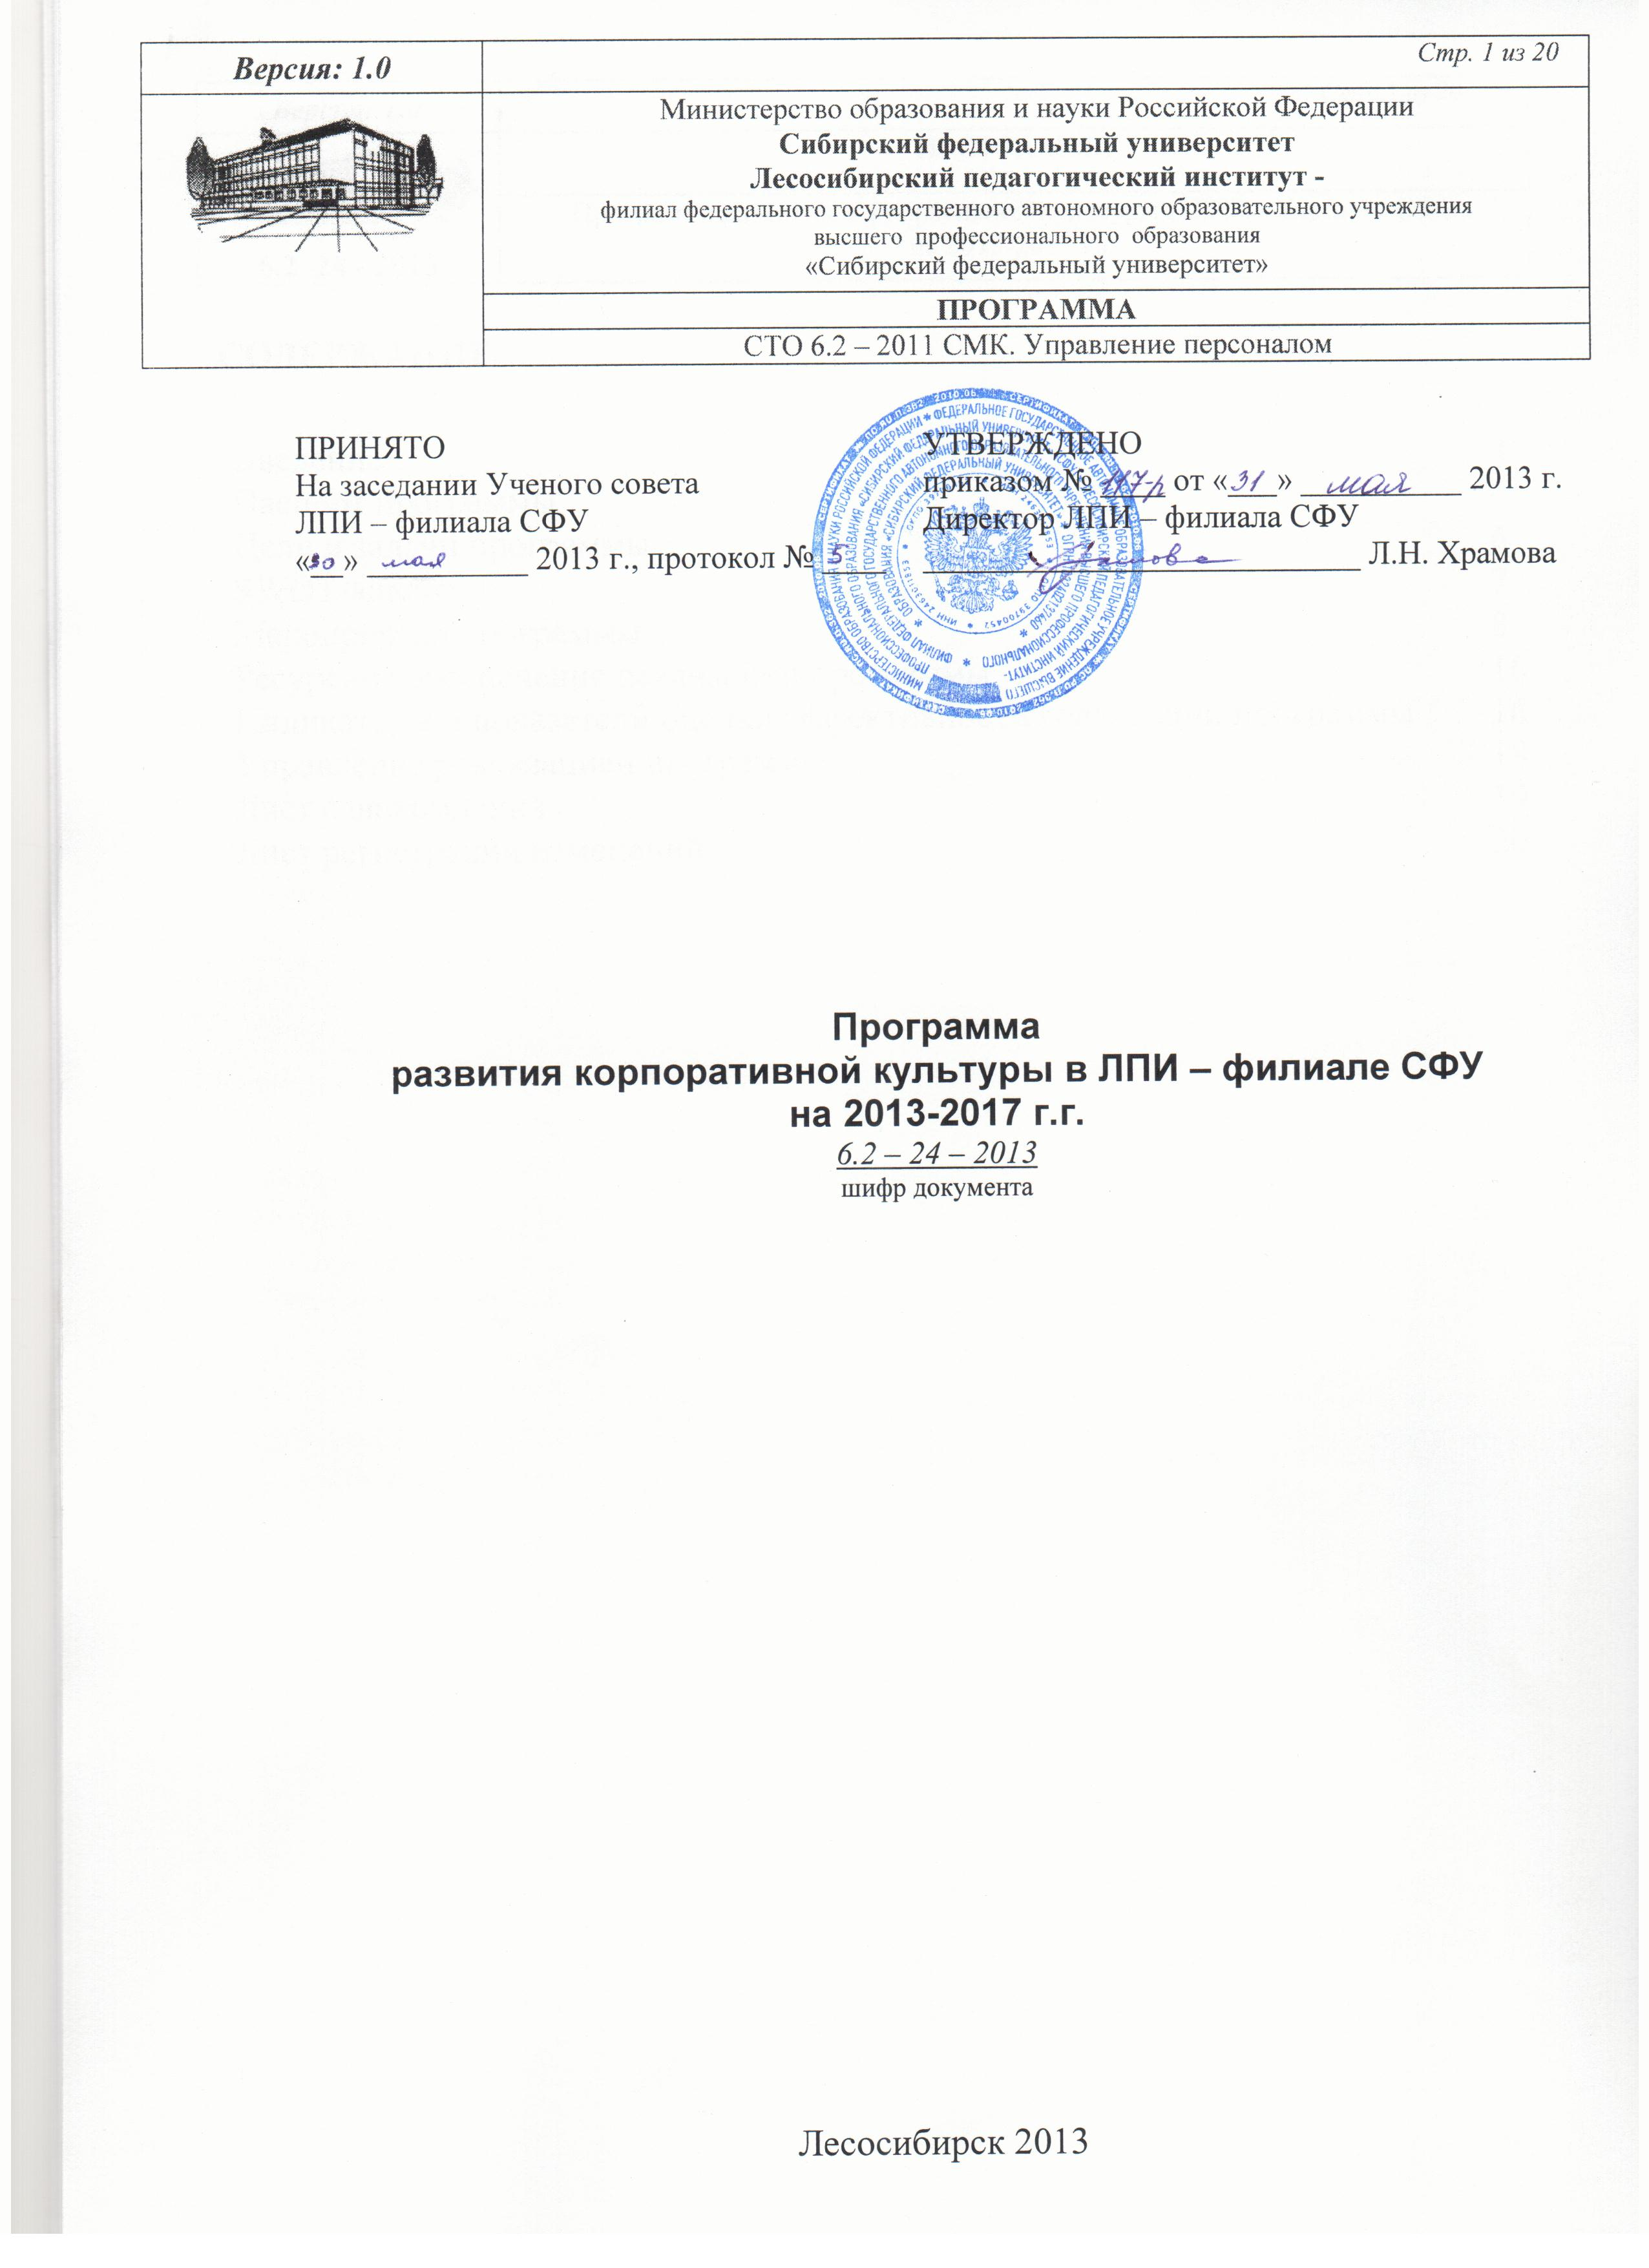 Версия: 1.0
Стр. 1 из 20
Министерство образования и науки Российской Федерации
Сибирский федеральный университет
Лесосибирский педагогический институт -
филиал федерального государственного автономного образовательного учреждения
высшего профессионального образования
«Сибирский федеральный университет»
ПРОГРАММА
СТО 6.2 – 2011 СМК. Управление персоналом
ПРИНЯТО
На заседании Ученого совета
ЛПИ – филиала СФУ
«30» мая 2013 г., протокол № 5
УТВЕРЖДЕНО
приказом № от «31» мая 2013 г.
Директор ЛПИ – филиала СФУ
Л.Н. Храмова
Программа
развития корпоративной культуры в ЛПИ – филиале СФУ
на 2013-2017 г.г.
6.2 – 24 – 2013
шифр документа
Лесосибирск 2013